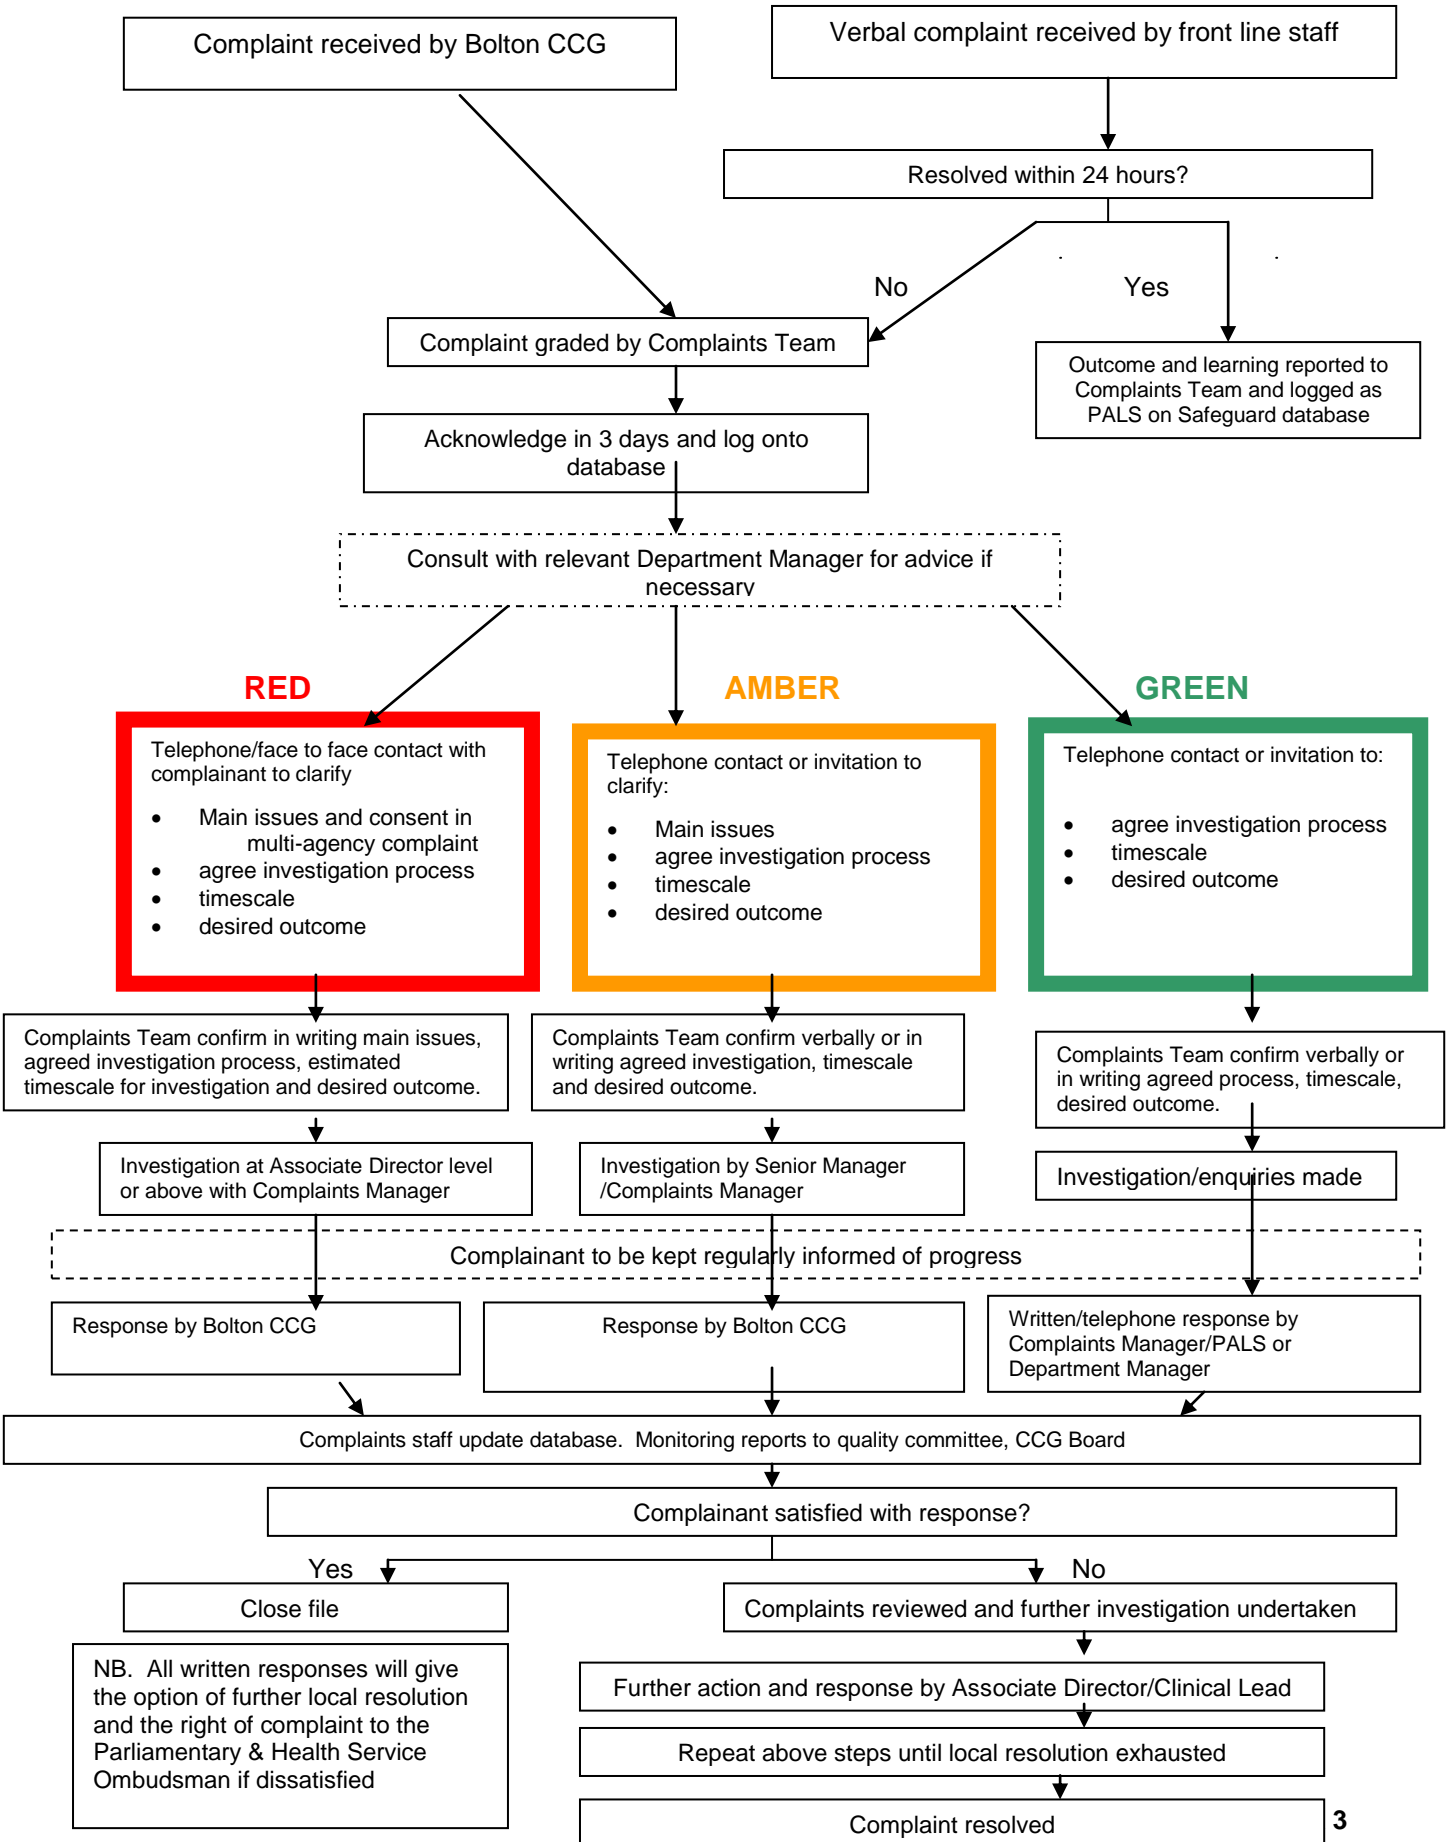 Complaint received by Bolton CCG
Verbal complaint received by front line staff
Resolved within 24 hours?
No
Yes
Complaint graded by Complaints Team
Outcome and learning reported to
Complaints Team and logged as
PALS on Safeguard database
Acknowledge in 3 days and log onto
database
Consult with relevant Department Manager for advice if
necessary
RED
AMBER
GREEN
Telephone/face to face contact with
complainant to clarify
• Main issues and consent in
multi-agency complaint
• agree investigation process
• timescale
• desired outcome
Telephone contact or invitation to
clarify:
• Main issues
• agree investigation process
• timescale
• desired outcome
Telephone contact or invitation to:
• agree investigation process
• timescale
• desired outcome
Complaints Team confirm in writing main issues,
agreed investigation process, estimated
timescale for investigation and desired outcome.
Complaints Team confirm verbally or in
writing agreed investigation, timescale
and desired outcome.
Complaints Team confirm verbally or
in writing agreed process, timescale,
desired outcome.
Investigation at Associate Director level
or above with Complaints Manager
Investigation by Senior Manager
/Complaints Manager
Investigation/enquiries made
Complainant to be kept regularly informed of progress
Response by Bolton CCG
Response by Bolton CCG
Written/telephone response by
Complaints Manager/PALS or
Department Manager
Complaints staff update database.  Monitoring reports to quality committee, CCG Board
Complainant satisfied with response?
Yes
No
Close file
Complaints reviewed and further investigation undertaken
NB.  All written responses will give
the option of further local resolution
and the right of complaint to the
Parliamentary & Health Service
Ombudsman if dissatisfied
Further action and response by Associate Director/Clinical Lead
Repeat above steps until local resolution exhausted
Complaint resolved
3